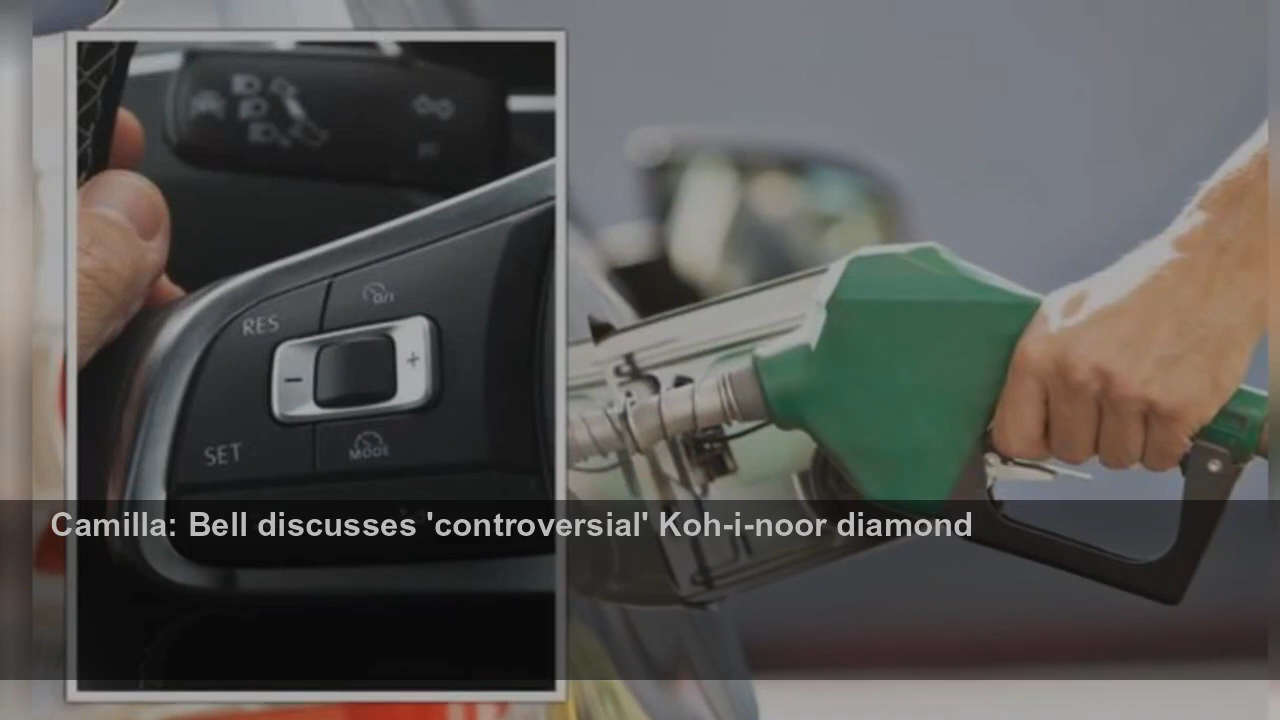 RES
O/I
- +
SET
MODE
Camilla: Bell discusses 'controversial' Koh-i-noor diamond